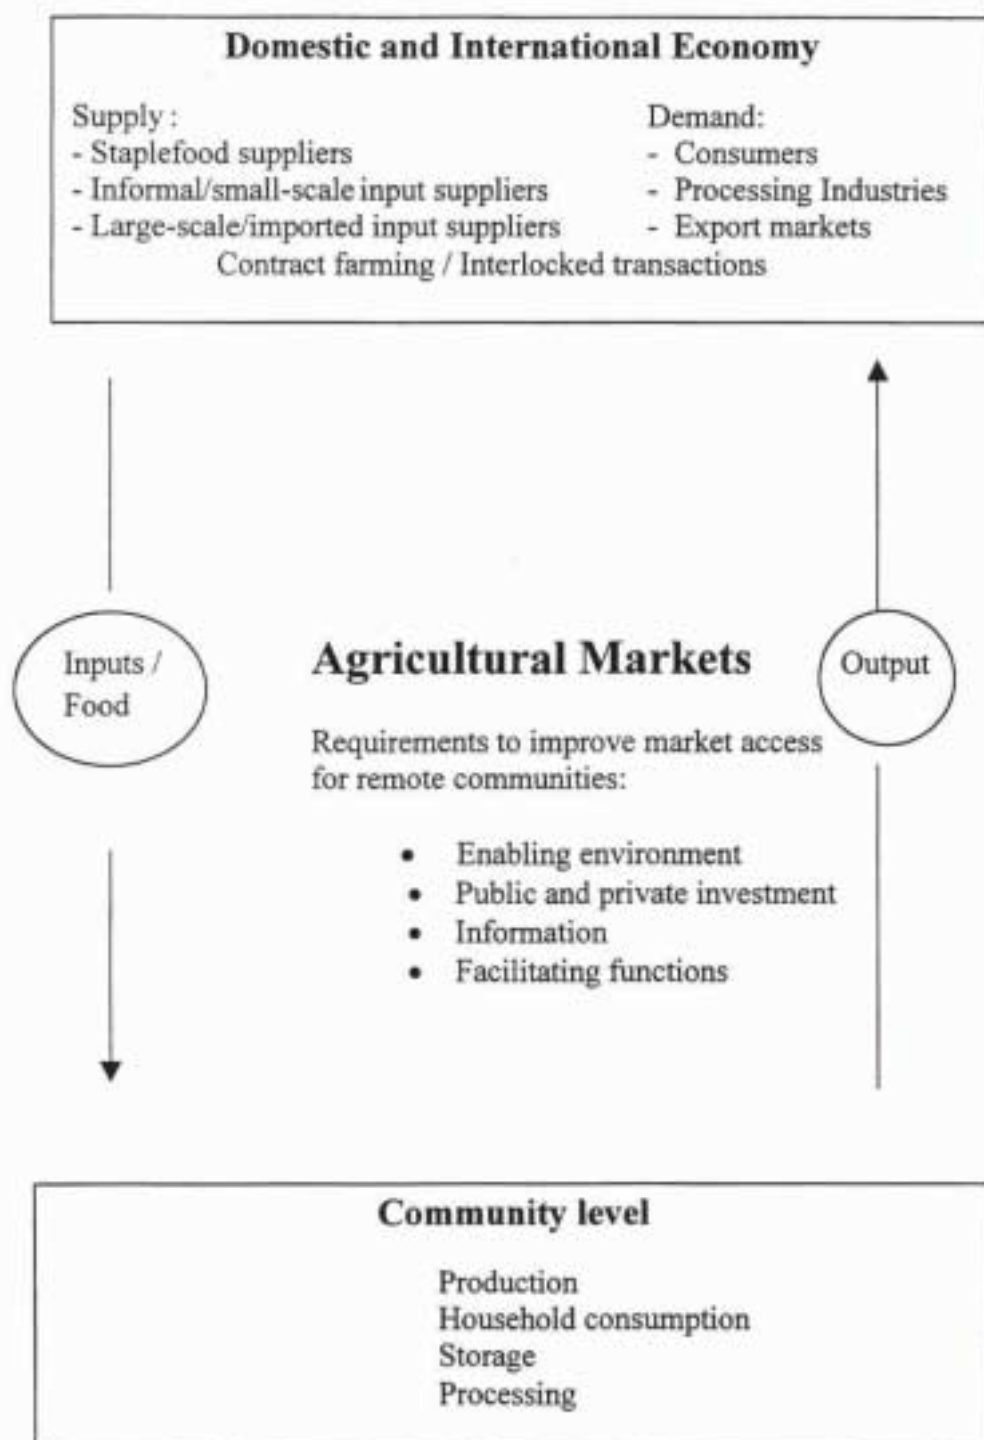 Domestic and International Economy
Supply :
- Staplefood suppliers
- Informal/small-scale input suppliers
- Large-scale/imported input suppliers
Demand:
- Consumers
- Processing Industries
- Export markets
Contract farming / Interlocked transactions
Inputs /
Food
Agricultural Markets
Requirements to improve market access
for remote communities:
• Enabling environment
• Public and private investment
• Information
• Facilitating functions
Output
Community level
Production
Household consumption
Storage
Processing